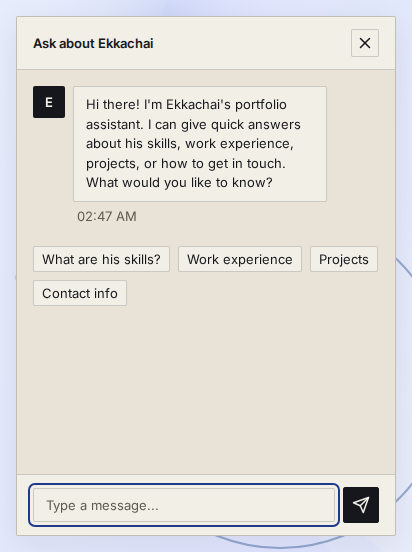 Ask about Ekkachai
E
Hi there! I'm Ekkachai's portfolio
assistant. I can give quick answers
about his skills, work experience,
projects, or how to get in touch.
What would you like to know?
02:47 AM
What are his skills?
Work experience
Projects
Contact info
Type a message...